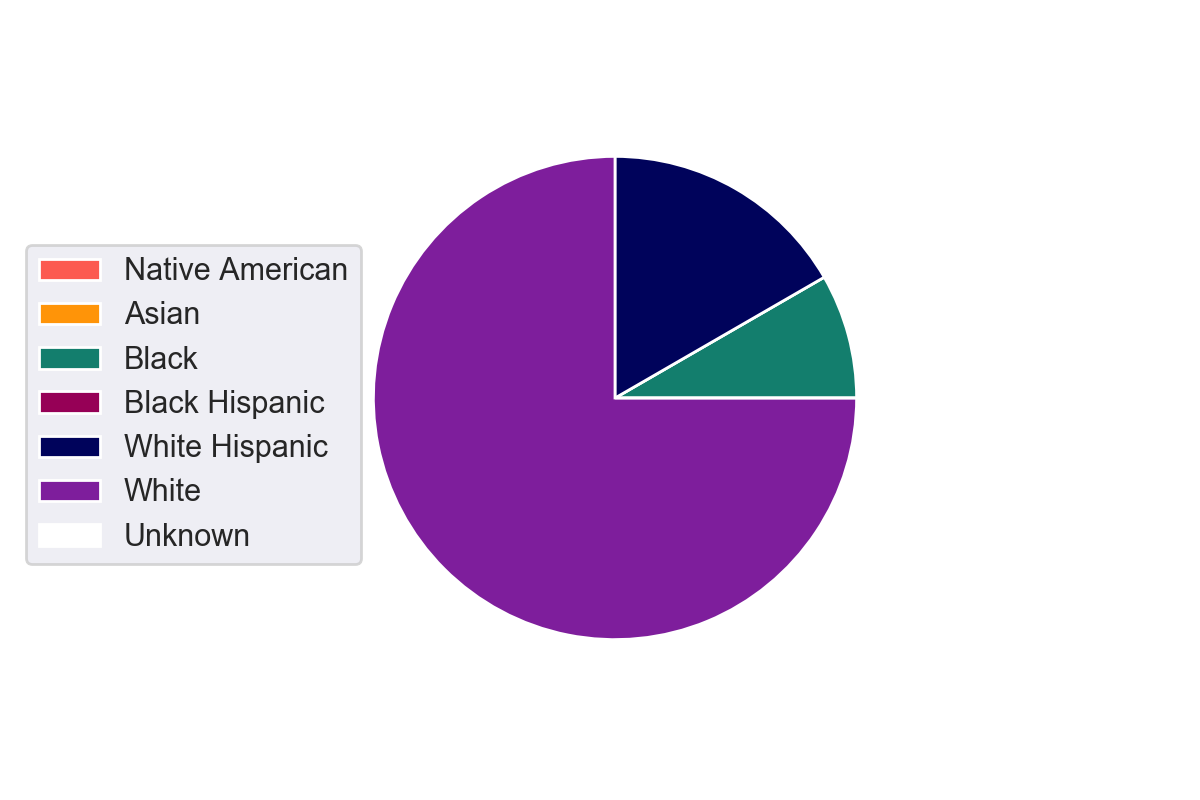 Native American
Asian
Black
Black Hispanic
White Hispanic
White
Unknown